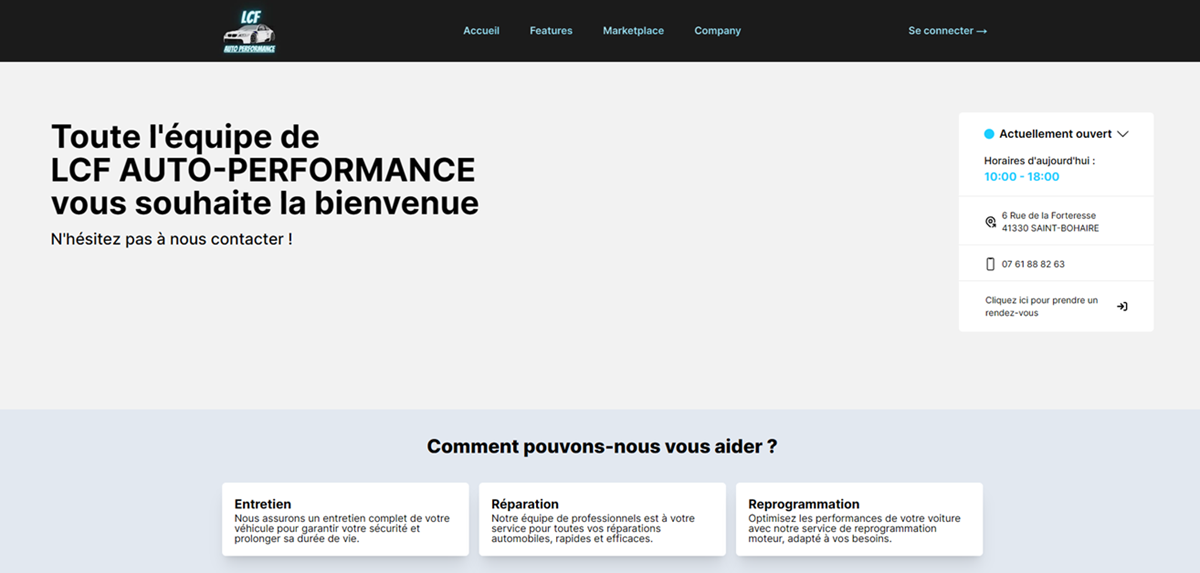 LCF
AUTO PERFORMANCE
Accueil
Features
Marketplace
Company
Se connecter →
Toute l'équipe de
LCF AUTO-PERFORMANCE
vous souhaite la bienvenue
N'hésitez pas à nous contacter !
Actuellement ouvert
Horaires d'aujourd'hui :
10:00 - 18:00
6 Rue de la Forteresse
41330 SAINT-BOHAIRE
07 61 88 82 63
Cliquez ici pour prendre un
rendez-vous
Comment pouvons-nous vous aider ?
Entretien
Nous assurons un entretien complet de votre
véhicule pour garantir votre sécurité et
prolonger sa durée de vie.
Réparation
Notre équipe de professionnels est à votre
service pour toutes vos réparations
automobiles, rapides et efficaces.
Reprogrammation
Optimisez les performances de votre voiture
avec notre service de reprogrammation
moteur, adapté à vos besoins.